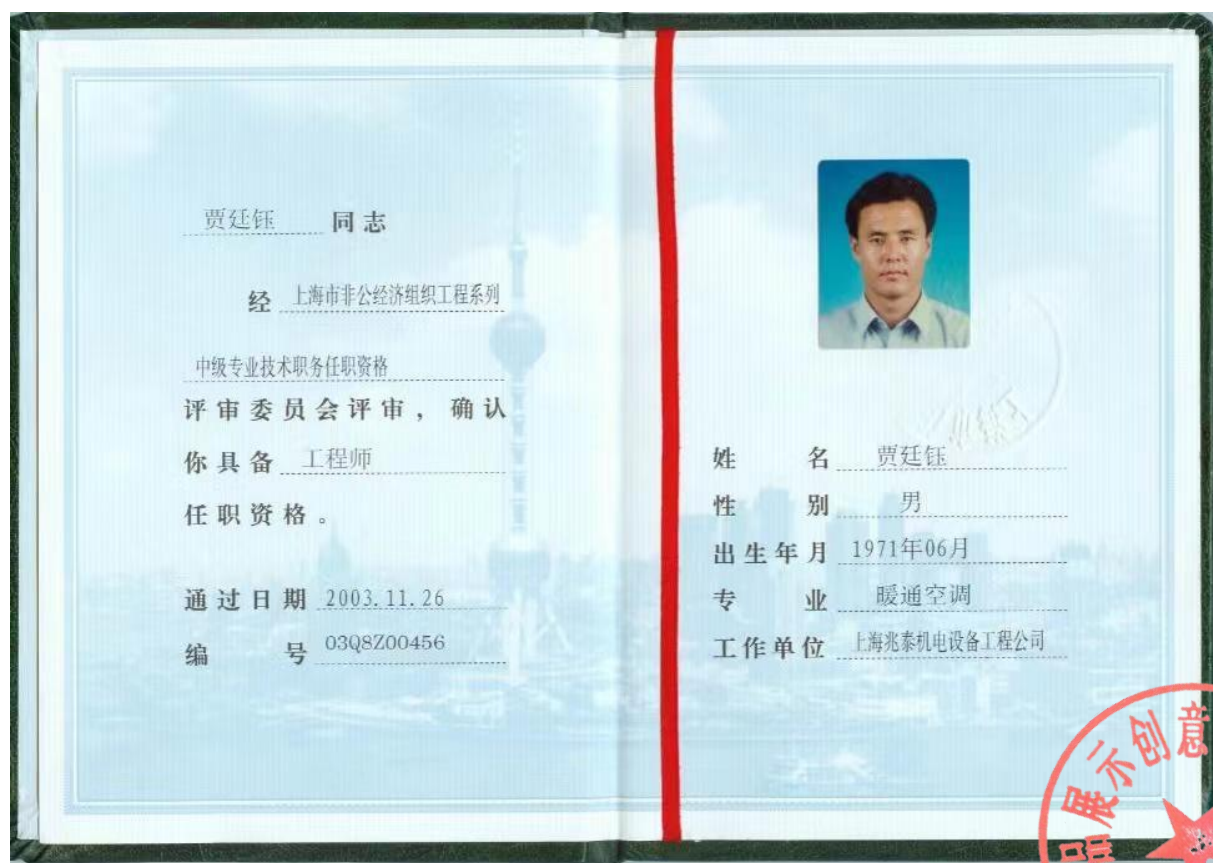 贾廷钰 同志
经 上海市非公经济组织工程系列
中级专业技术职务任职资格
评审委员会评审，确认
你具备 工程师
任职资格。
通过日期 2003.11.26
编 号 03Q8Z00456
姓 名 贾廷钰
性 别 男
出生年月 1971年06月
专 业 暖通空调
工作单位 上海兆泰机电设备工程公司
展示创意